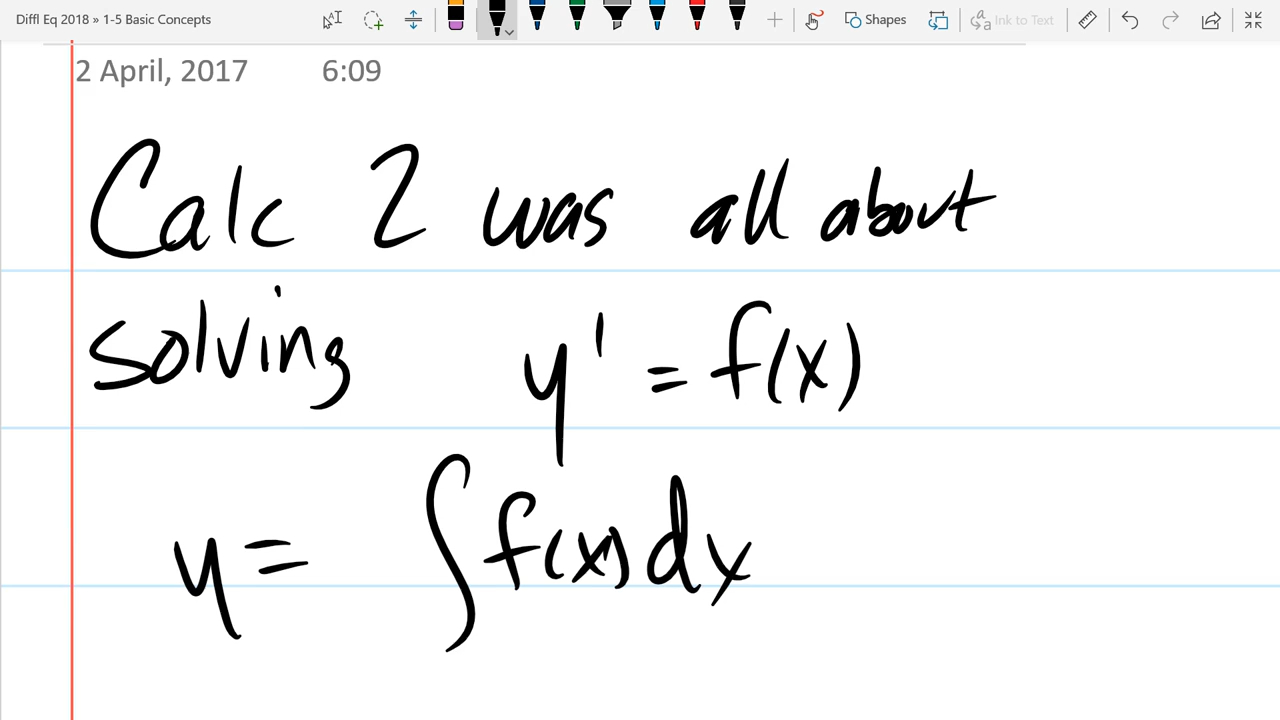 Diffl Eq 2018 » 1-5 Basic Concepts
Shapes
Ink to Text
2 April, 2017 6:09
Calc 2 was all about
solving y' = f(x)
y = ∫ f(x) dx